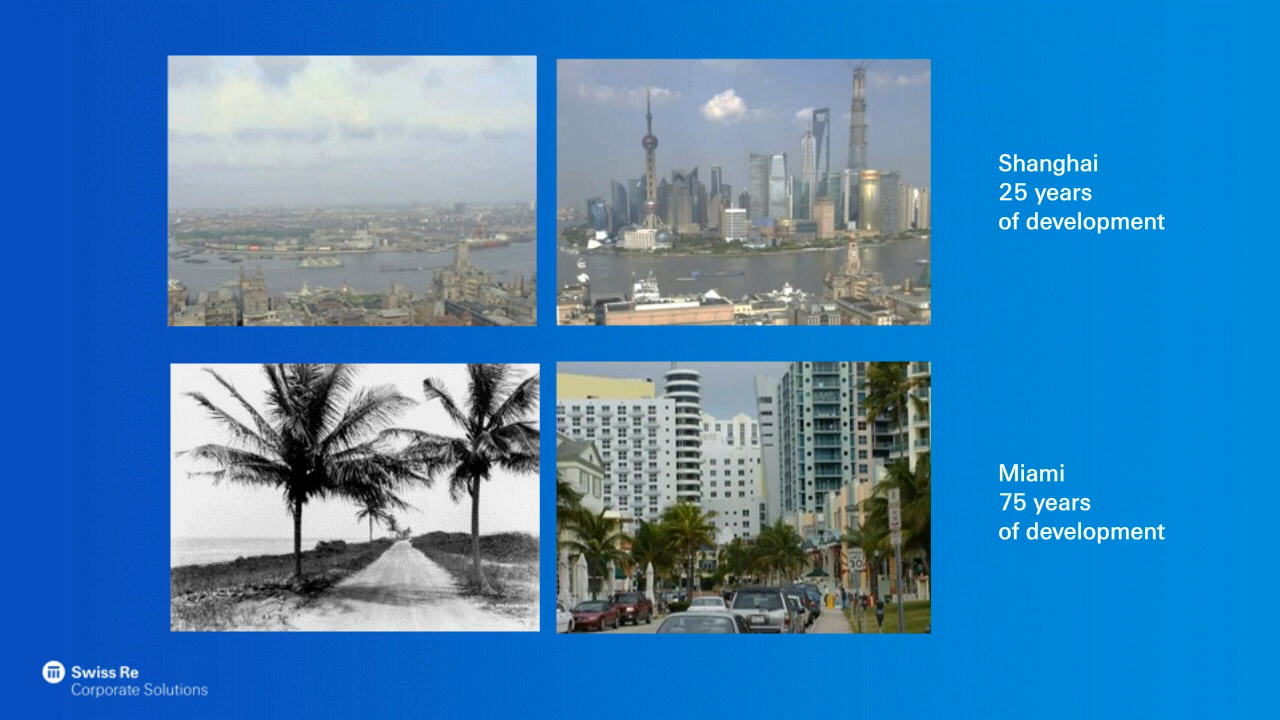 Shanghai
25 years
of development
Miami
75 years
of development
Swiss Re
Corporate Solutions